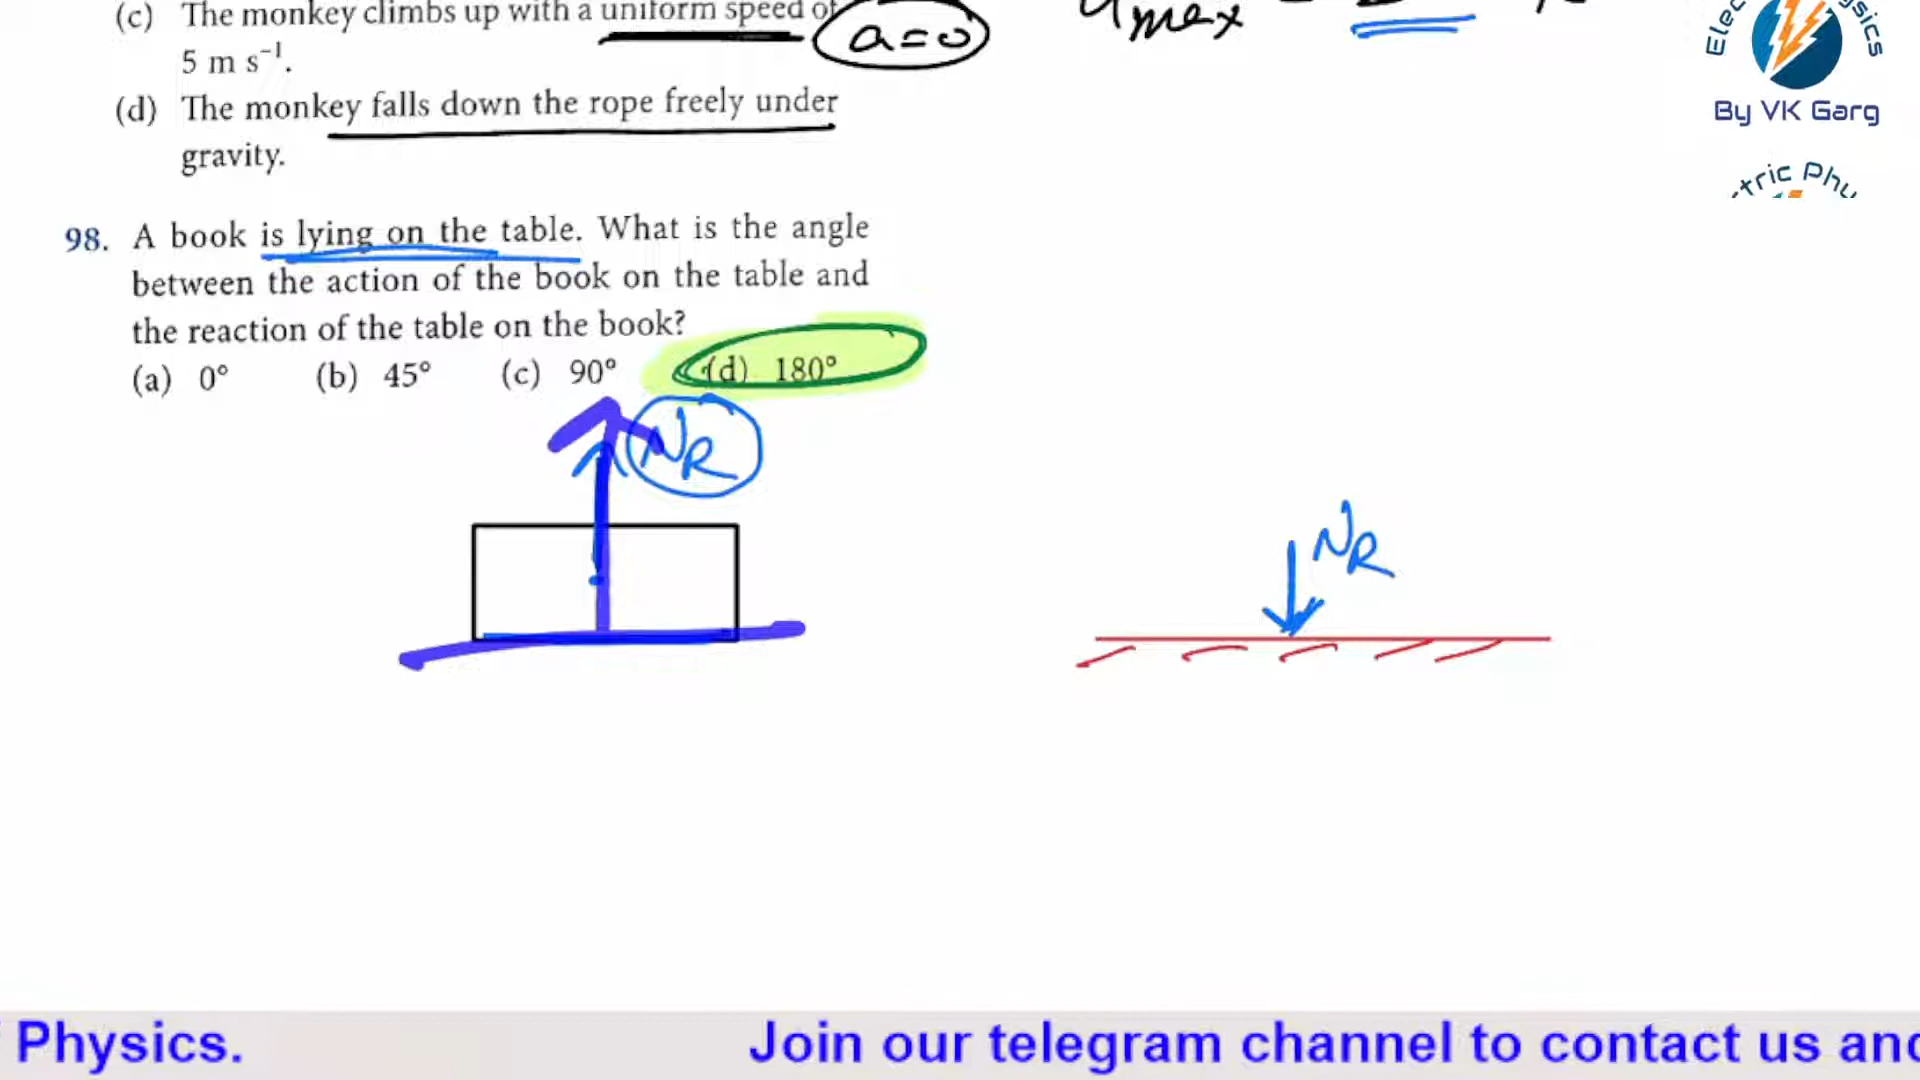 (c) The monkey climbs up with a uniform speed of
5 m s⁻¹.
a=0
max
(d) The monkey falls down the rope freely under
gravity.
By VK Garg
98. A book is lying on the table. What is the angle
between the action of the book on the table and
the reaction of the table on the book?
(a) 0° (b) 45° (c) 90° (d) 180°
NR
NR
Physics.
Join our telegram channel to contact us and